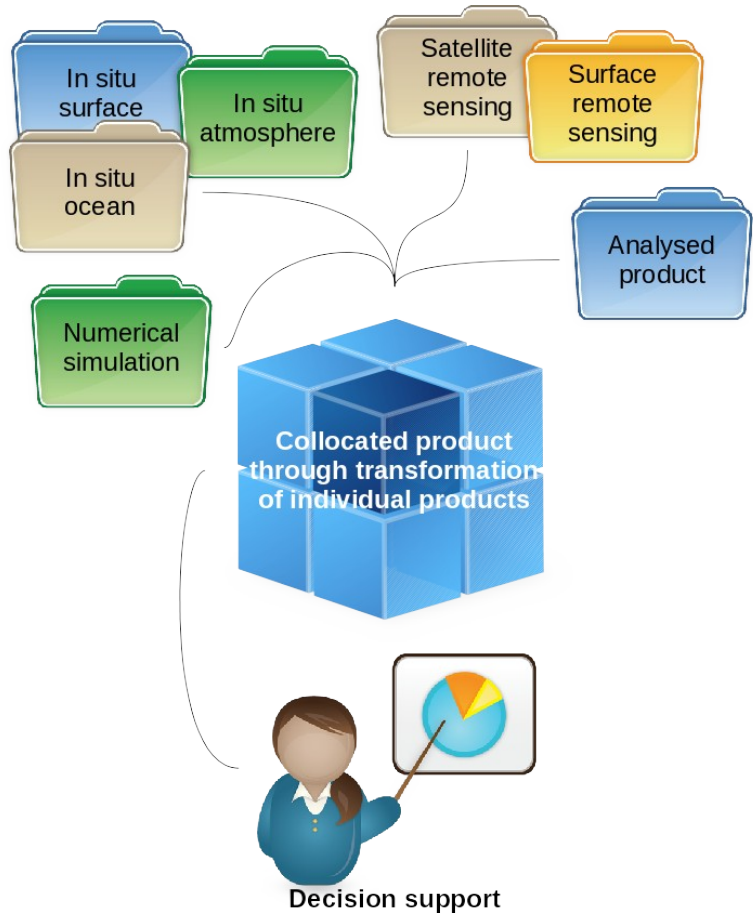 In situ
surface
In situ
atmosphere
In situ
ocean
Satellite
remote
sensing
Surface
remote
sensing
Analysed
product
Numerical
simulation
Collocated product
through transformation
of individual products
Decision support